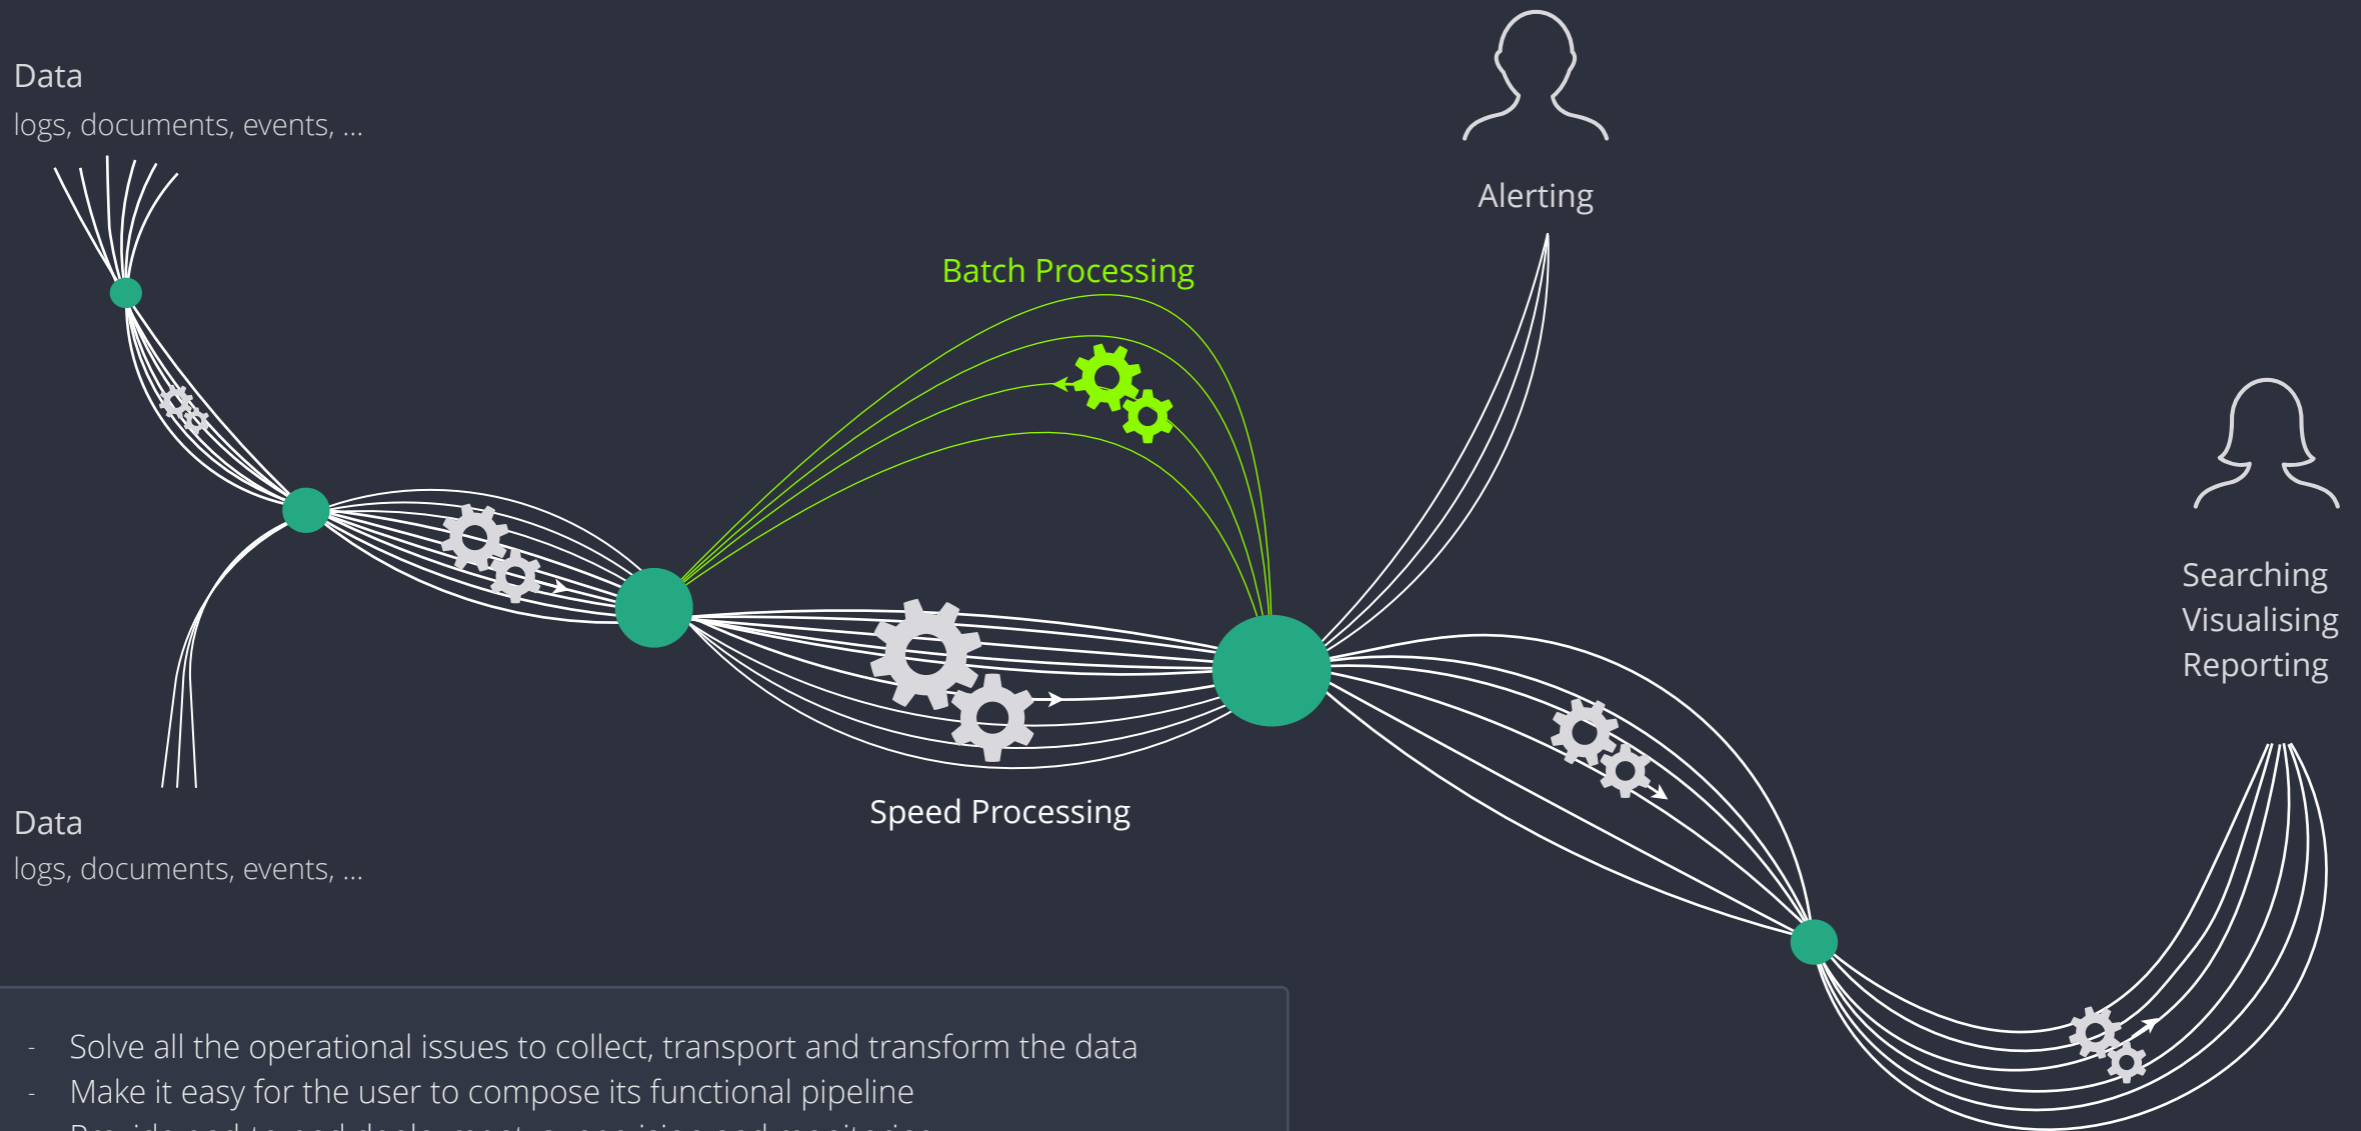 Data
logs, documents, events, ...
Alerting
Batch Processing
Searching
Visualising
Reporting
Speed Processing
Data
logs, documents, events, ...
- Solve all the operational issues to collect, transport and transform the data
- Make it easy for the user to compose its functional pipeline